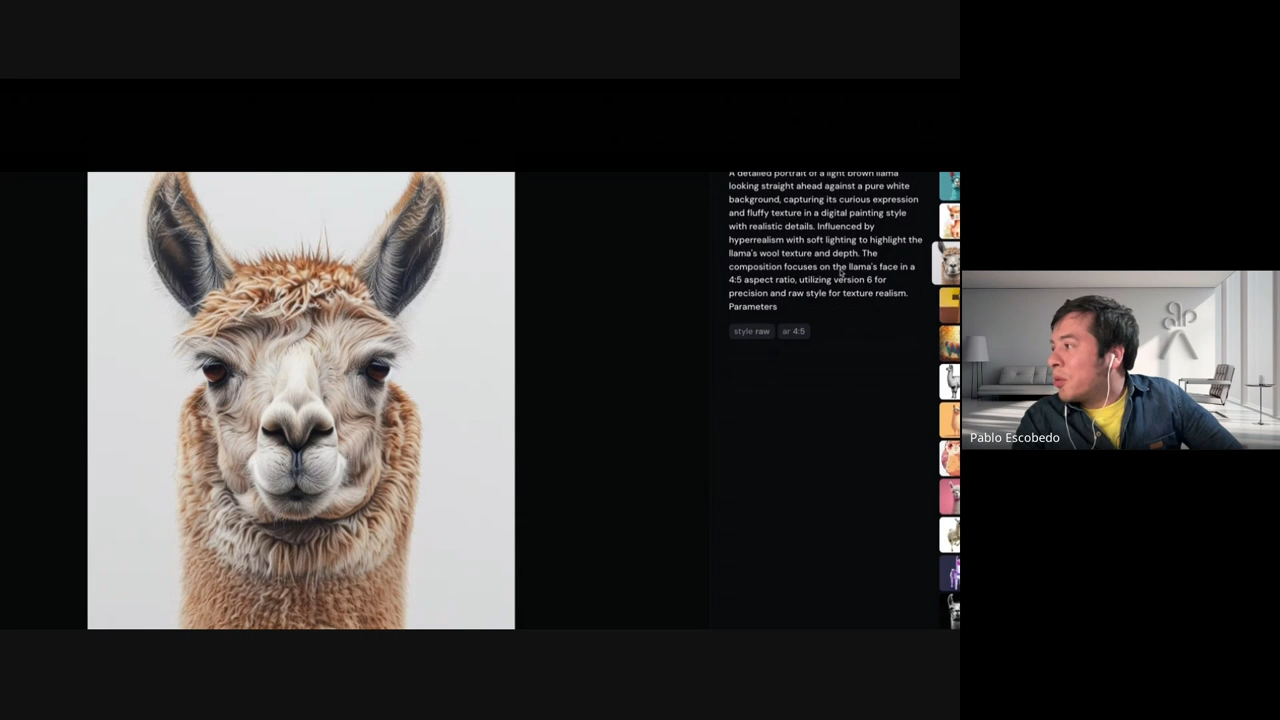 A detailed portrait of a light brown llama
looking straight ahead against a pure white
background, capturing its curious expression
and fluffy texture in a digital painting style
with realistic details. Influenced by
hyperrealism with soft lighting to highlight the
llama's wool texture and depth. The
composition focuses on the llama's face in a
4:5 aspect ratio, utilizing version 6 for
precision and raw style for texture realism.
Parameters
style raw ar 4:5
Pablo Escobedo